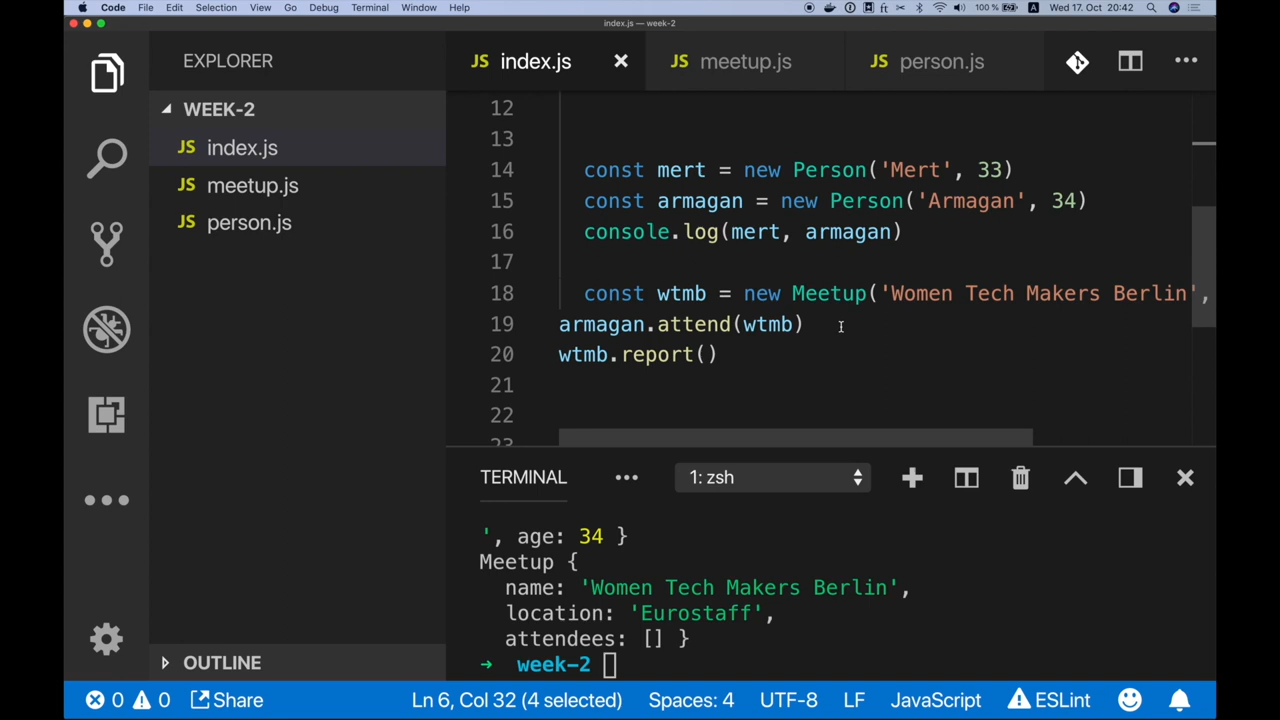 Code File Edit Selection View Go Debug Terminal Window Help 100 % A Wed 17. Oct 20:42
index.js — week-2
EXPLORER
JS index.js
JS meetup.js
JS person.js
WEEK-2
JS index.js
JS meetup.js
JS person.js
12
13
14 const mert = new Person('Mert', 33)
15 const armagan = new Person('Armagan', 34)
16 console.log(mert, armagan)
17
18 const wtmb = new Meetup('Women Tech Makers Berlin',
19 armagan.attend(wtmb)
20 wtmb.report()
21
22
23
TERMINAL
1: zsh
', age: 34 }
Meetup {
name: 'Women Tech Makers Berlin',
location: 'Eurostaff',
attendees: [] }
➜ week-2
OUTLINE
0 0 Share Ln 6, Col 32 (4 selected) Spaces: 4 UTF-8 LF JavaScript ESLint